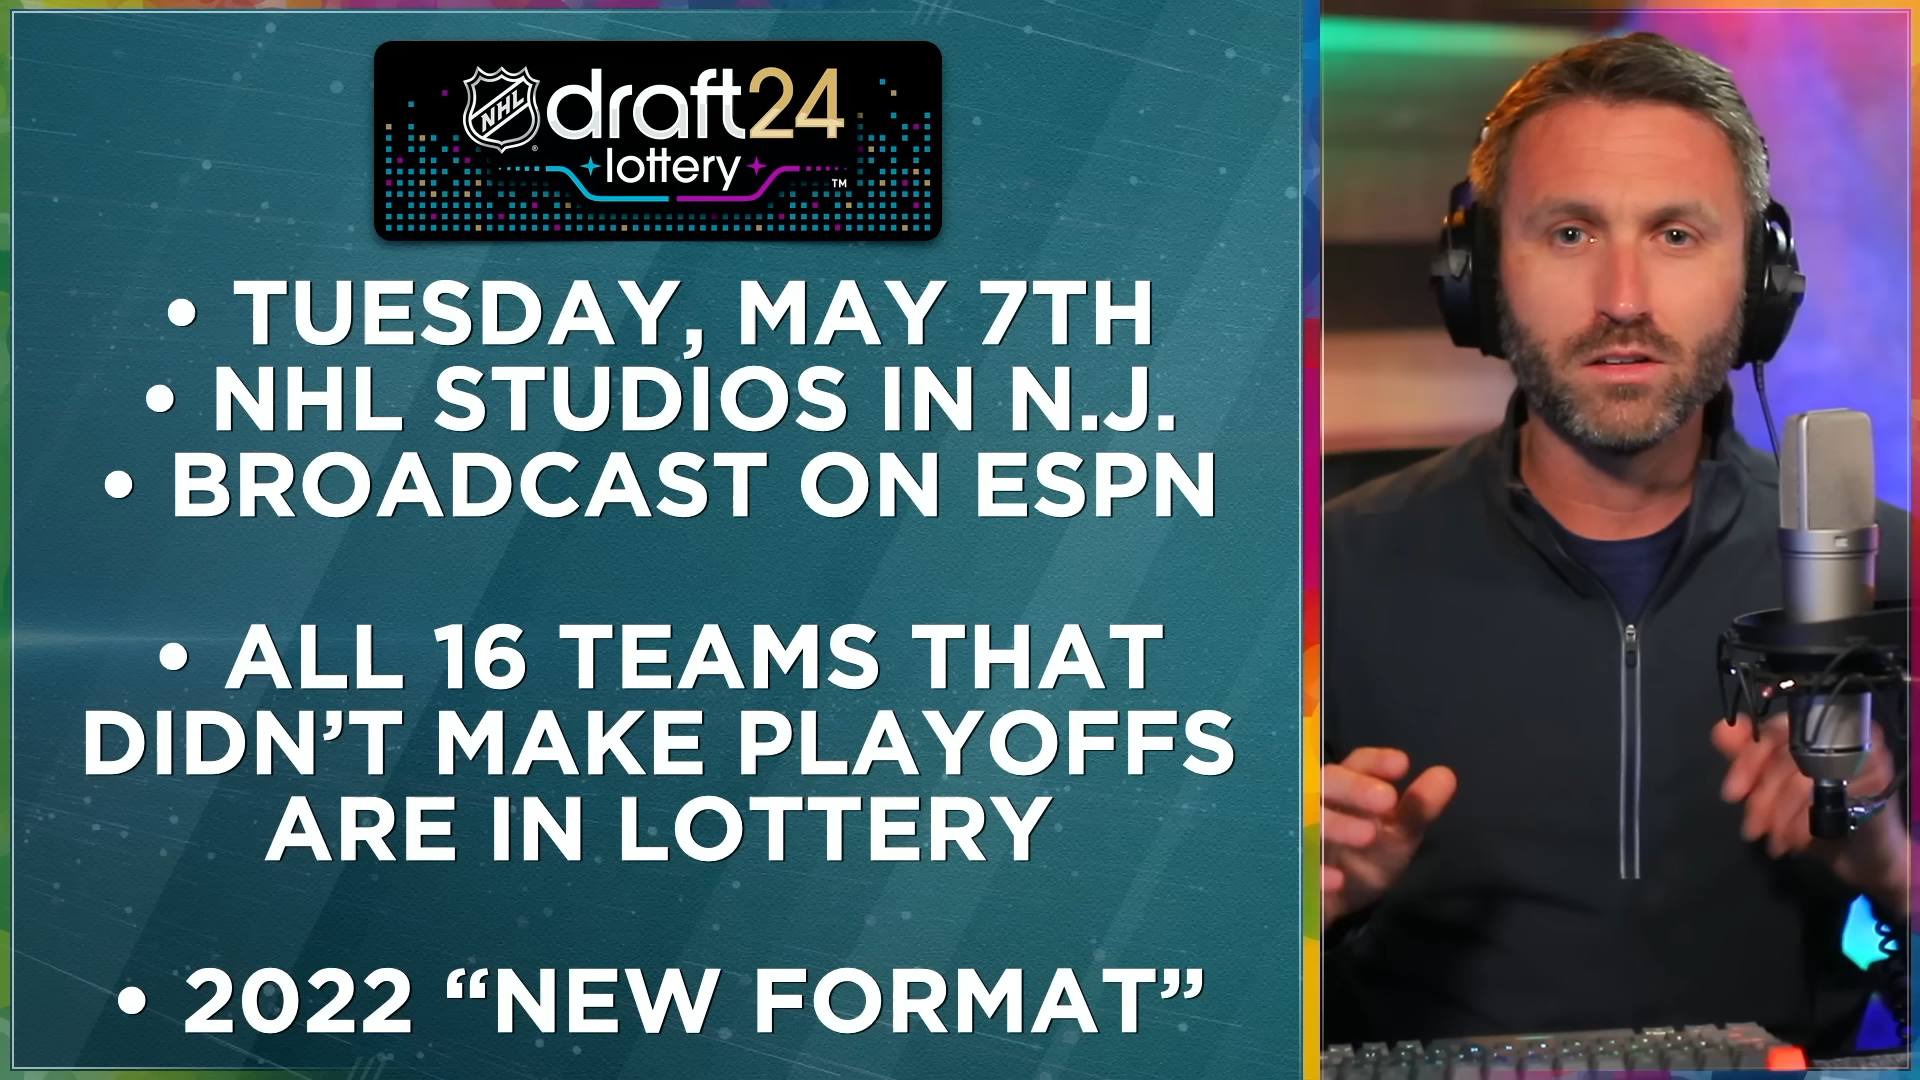 NHL draft24
lottery ™
• TUESDAY, MAY 7TH
• NHL STUDIOS IN N.J.
• BROADCAST ON ESPN
• ALL 16 TEAMS THAT
DIDN’T MAKE PLAYOFFS
ARE IN LOTTERY
• 2022 “NEW FORMAT”